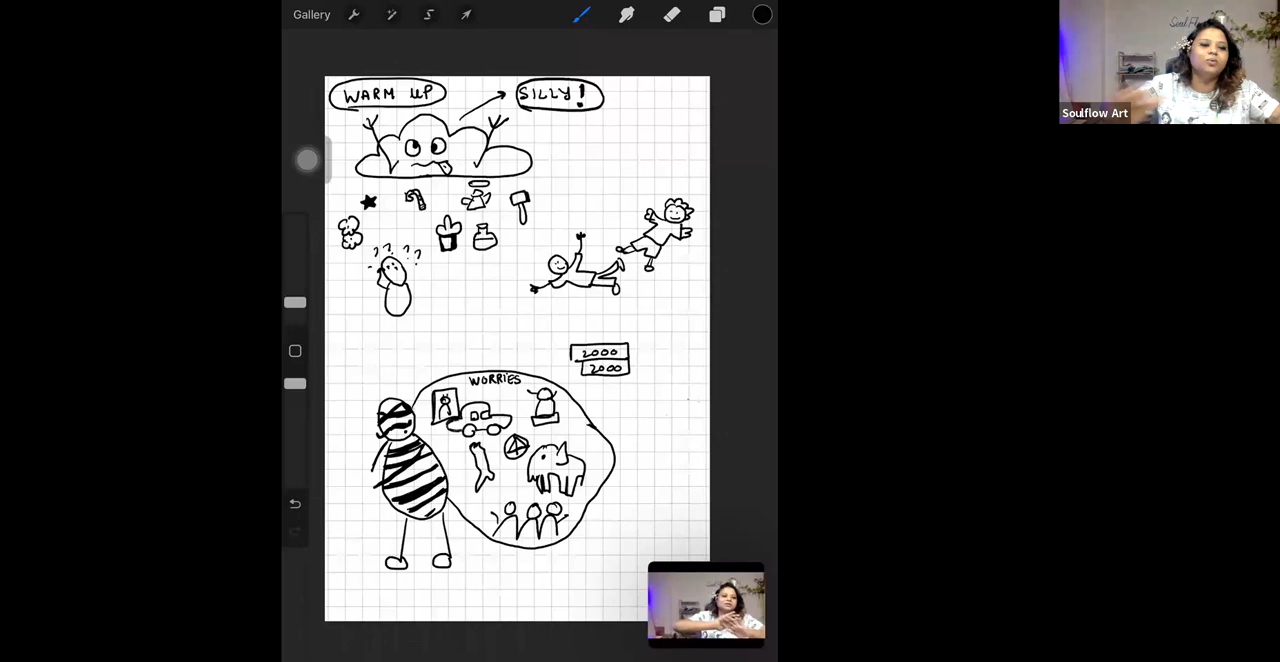 Gallery
WARM UP
SILLY!
? ? ? ?
?
2000
2000
WORRIES
Soulflow Art